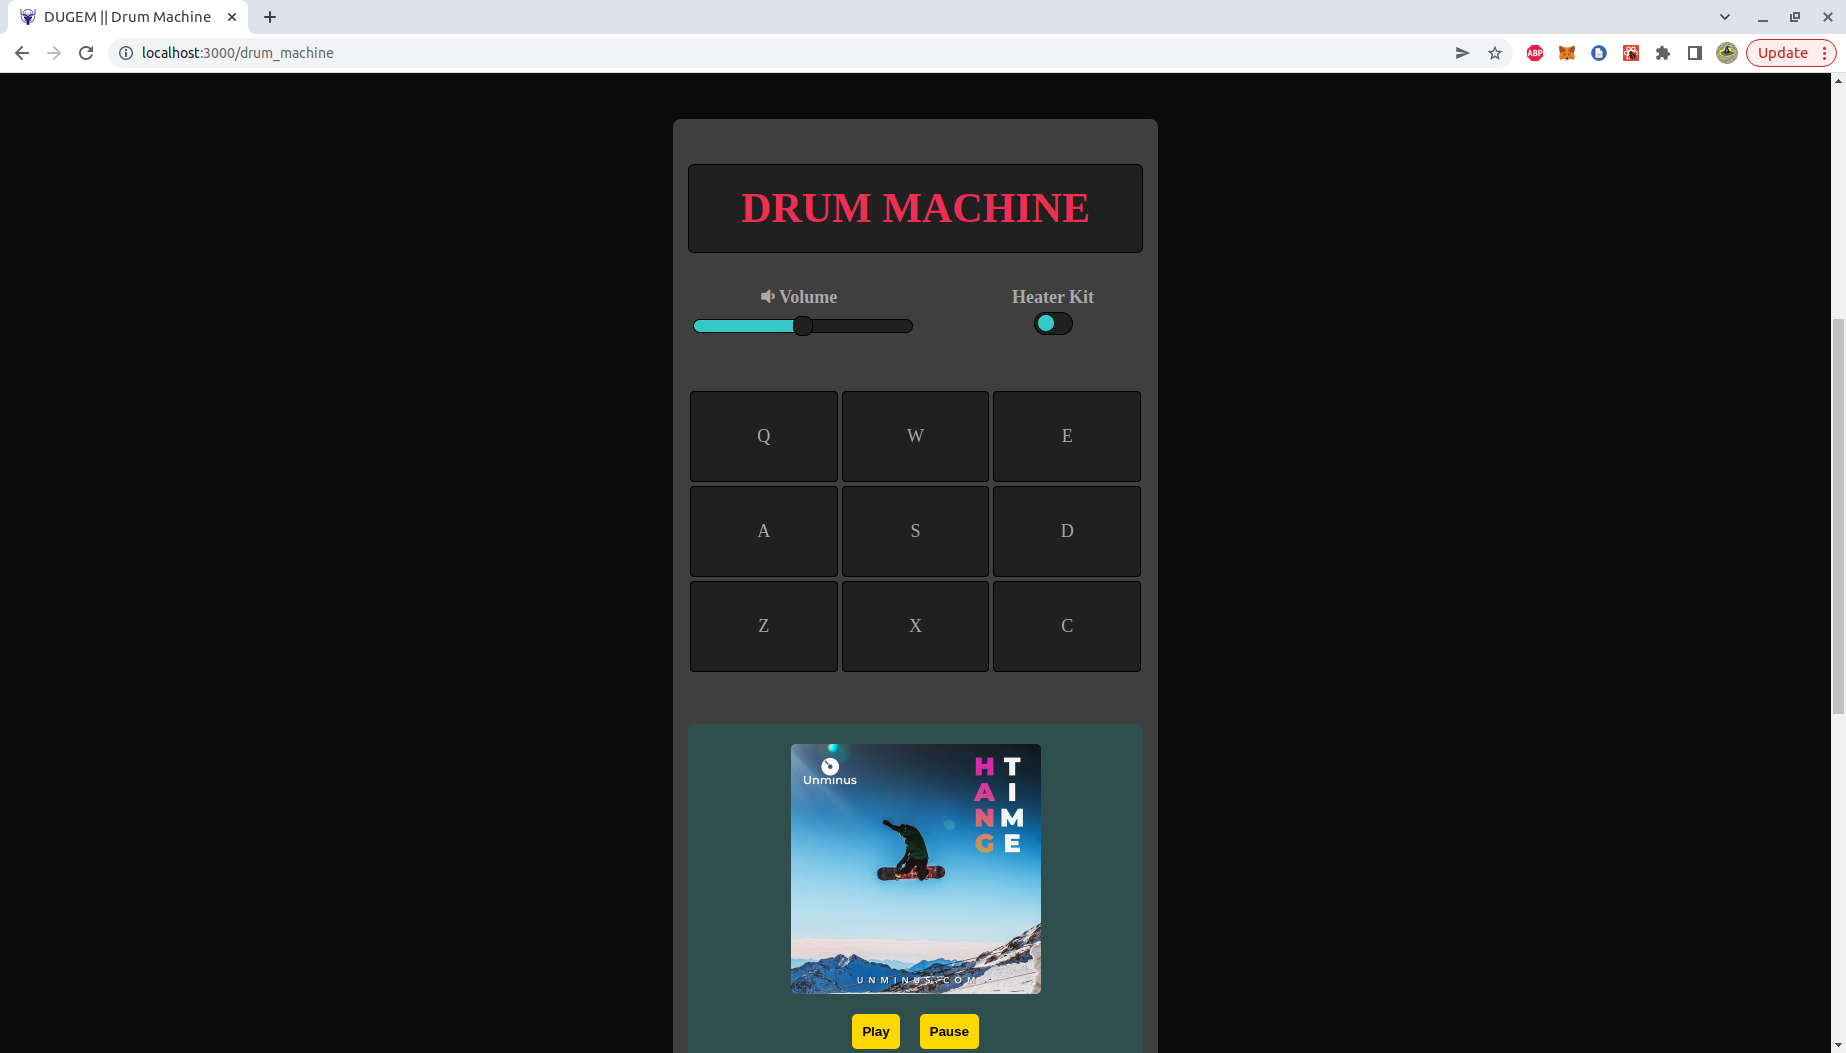 DUGEM || Drum Machine
localhost:3000/drum_machine
ABP
Update
DRUM MACHINE
Volume
Heater Kit
Q W E
A S D
Z X C
Unminus
HANG TIME
UNMINUS.COM
Play Pause